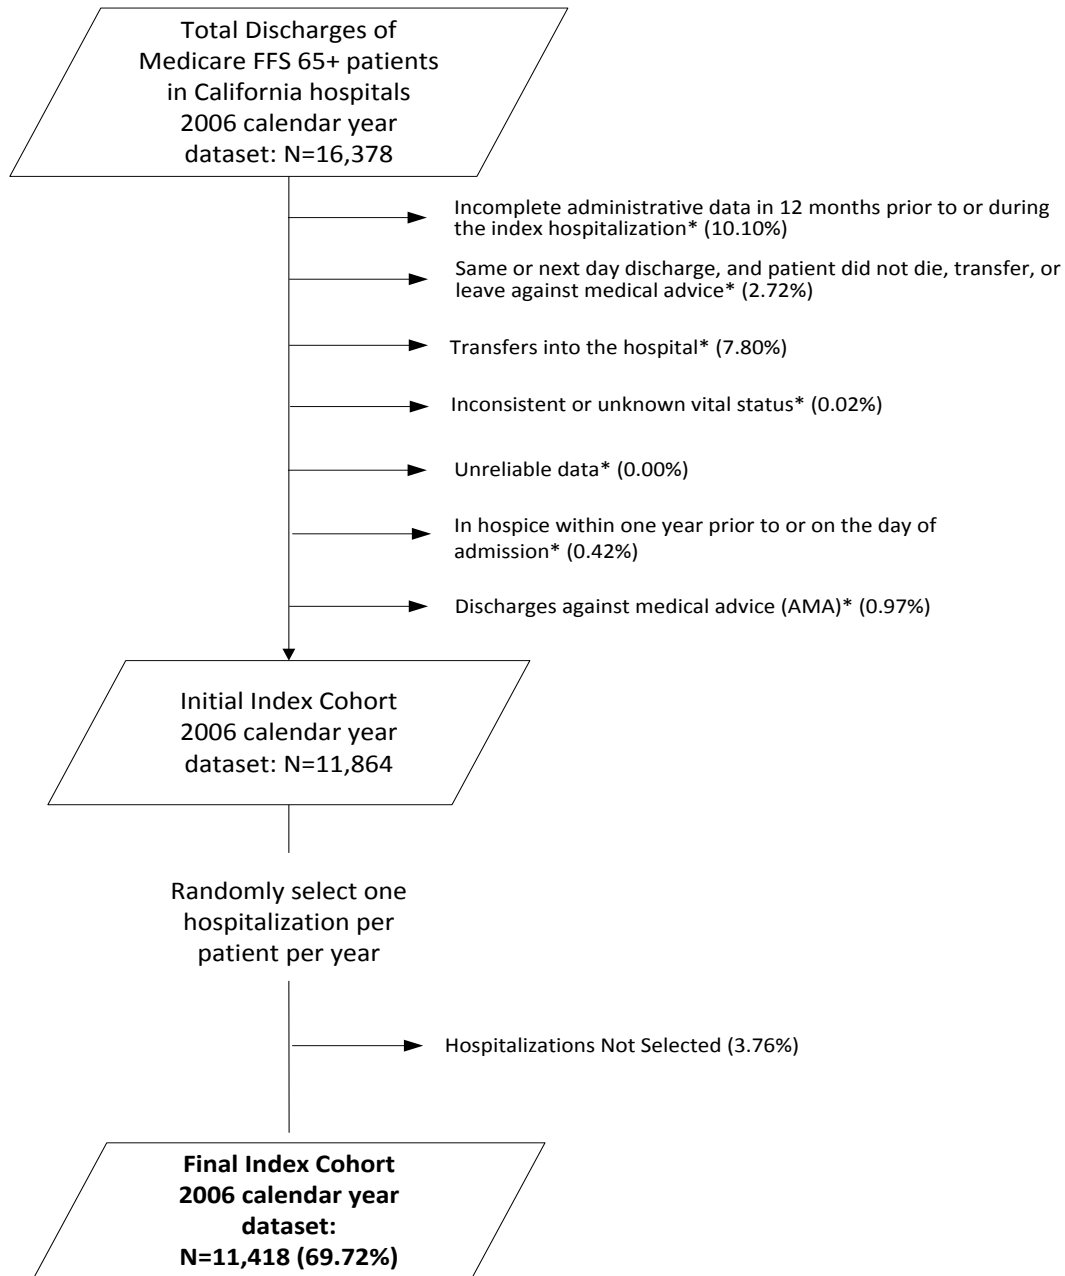 Total Discharges of
Medicare FFS 65+ patients
in California hospitals
2006 calendar year
dataset: N=16,378
Incomplete administrative data in 12 months prior to or during
the index hospitalization* (10.10%)
Same or next day discharge, and patient did not die, transfer, or
leave against medical advice* (2.72%)
Transfers into the hospital* (7.80%)
Inconsistent or unknown vital status* (0.02%)
Unreliable data* (0.00%)
In hospice within one year prior to or on the day of
admission* (0.42%)
Discharges against medical advice (AMA)* (0.97%)
Initial Index Cohort
2006 calendar year
dataset: N=11,864
Randomly select one
hospitalization per
patient per year
Hospitalizations Not Selected (3.76%)
Final Index Cohort
2006 calendar year
dataset:
N=11,418 (69.72%)